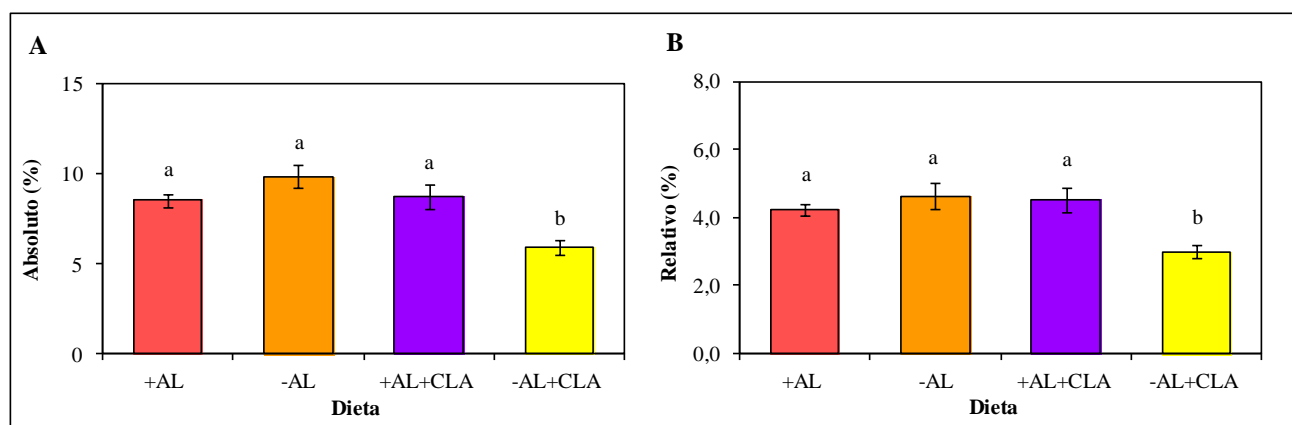 A
Absoluto (%)
15
10
5
0
a
a
a
b
+AL
-AL
+AL+CLA
-AL+CLA
Dieta
B
Relativo (%)
8,0
6,0
4,0
2,0
0,0
a
a
a
b
+AL
-AL
+AL+CLA
-AL+CLA
Dieta